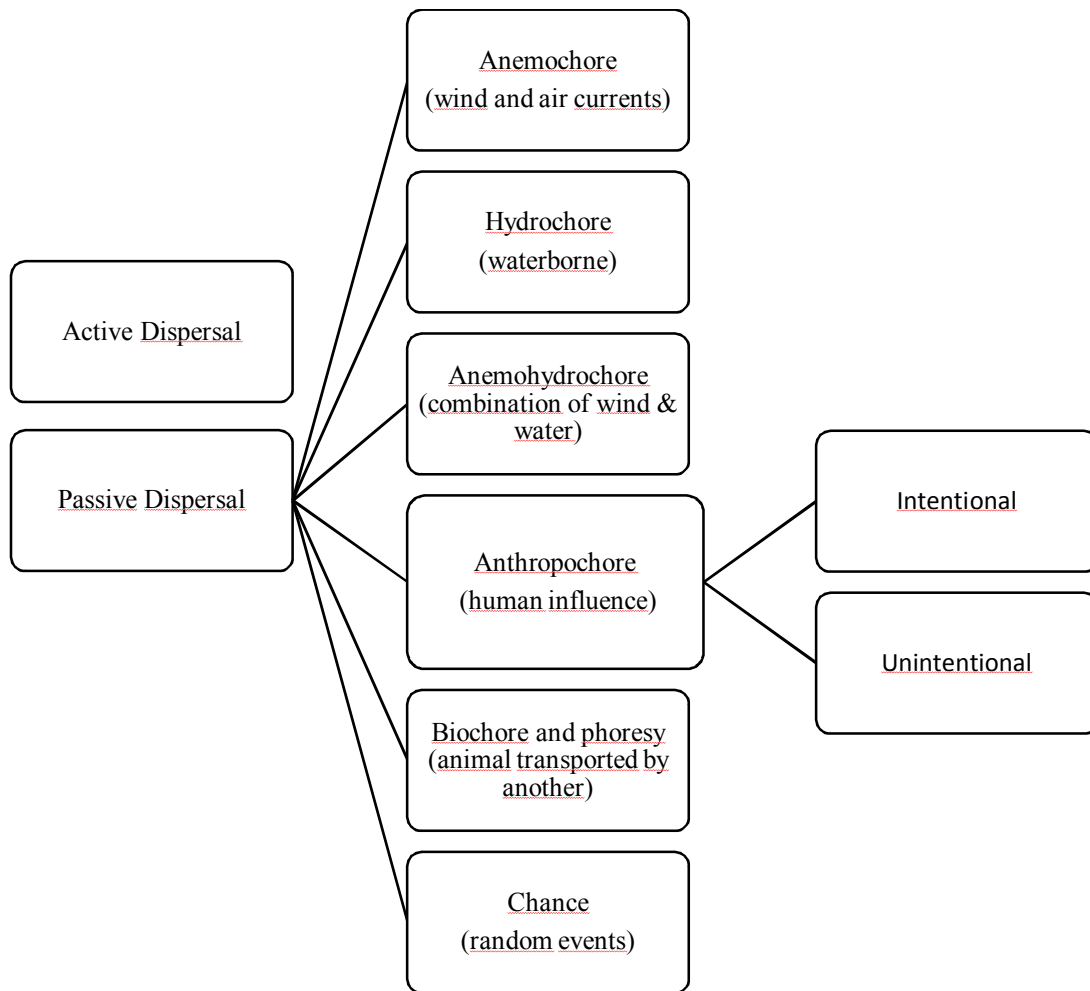 Active Dispersal
Passive Dispersal
Anemochore
(wind and air currents)
Hydrochore
(waterborne)
Anemohydrochore
(combination of wind &
water)
Anthropochore
(human influence)
Biochore and phoresy
(animal transported by
another)
Chance
(random events)
Intentional
Unintentional